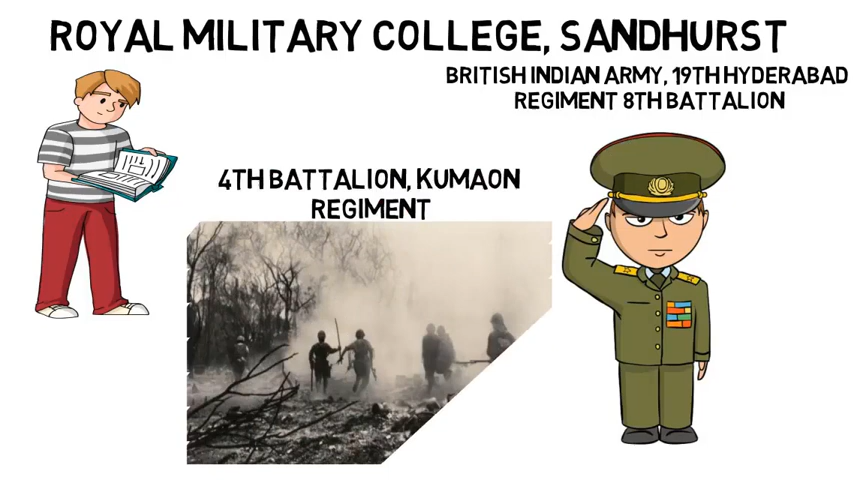 ROYAL MILITARY COLLEGE, SANDHURST
BRITISH INDIAN ARMY, 19TH HYDERABAD
REGIMENT 8TH BATTALION
4TH BATTALION, KUMAON
REGIMENT